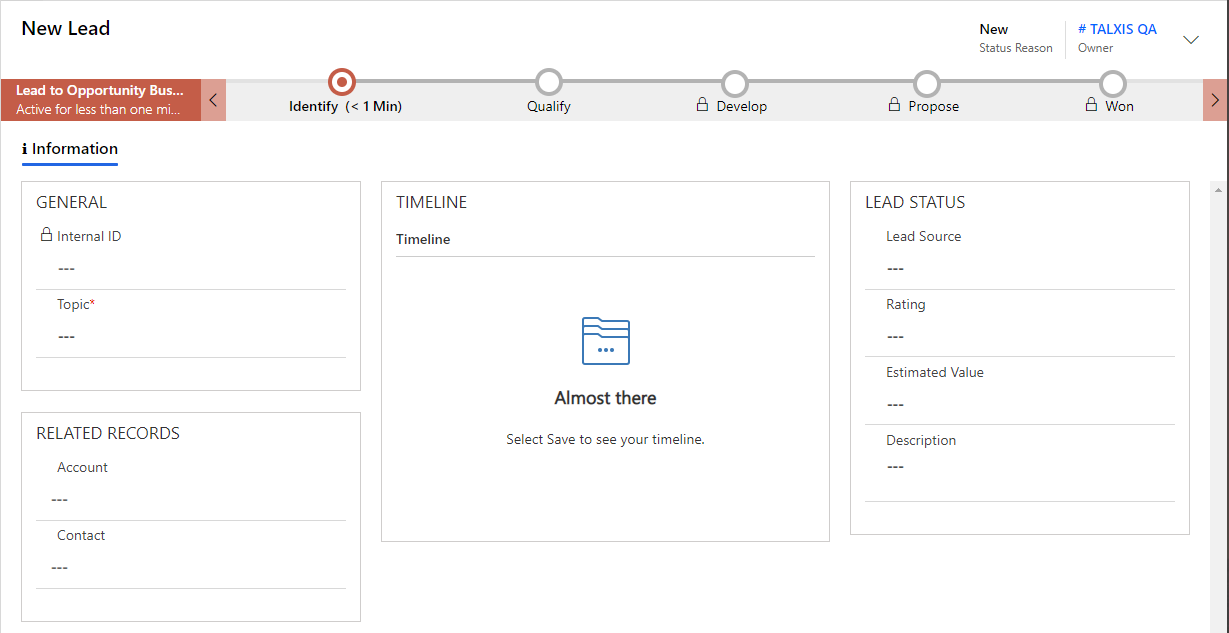 New Lead
New
Status Reason
# TALXIS QA
Owner
Lead to Opportunity Bus...
Active for less than one mi...
Identify (< 1 Min)
Qualify
Develop
Propose
Won
Information
GENERAL
Internal ID
---
Topic*
---
RELATED RECORDS
Account
---
Contact
---
TIMELINE
Timeline
Almost there
Select Save to see your timeline.
LEAD STATUS
Lead Source
---
Rating
---
Estimated Value
---
Description
---